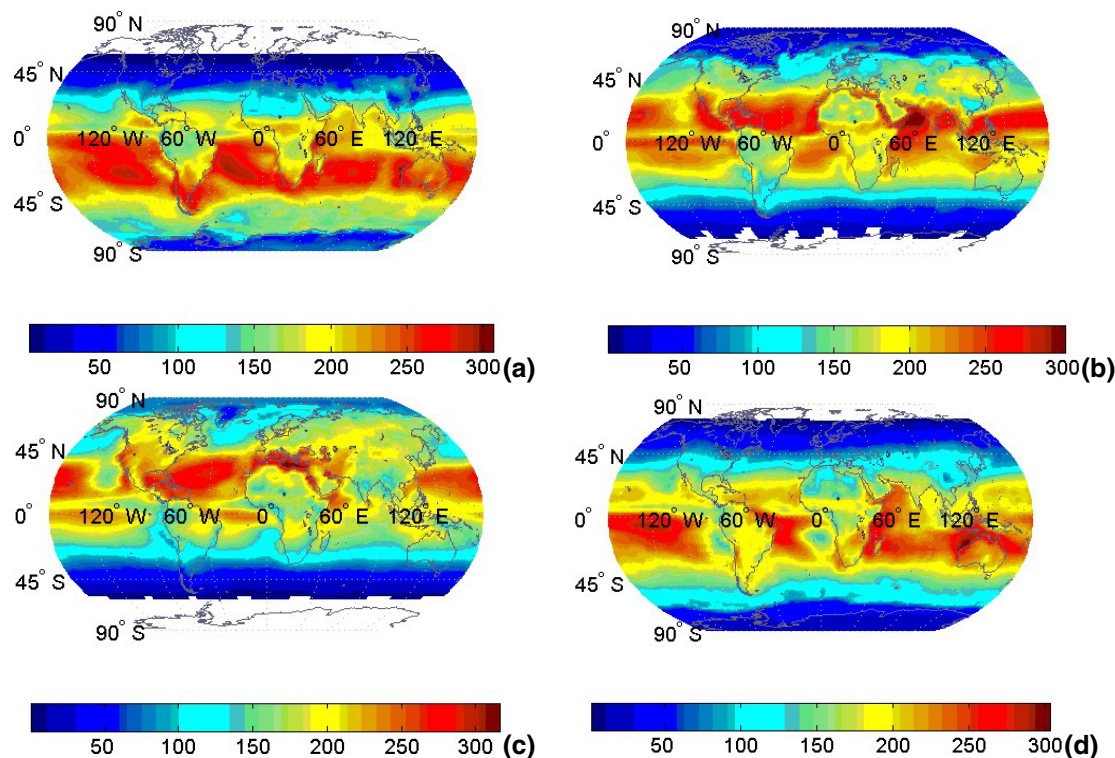 90° N
45° N
0°
120° W 60° W 0° 60° E 120° E
45° S
90° S
50 100 150 200 250 300 (a)
90° N
45° N
0°
120° W 60° W 0° 60° E 120° E
45° S
90° S
50 100 150 200 250 300 (b)
90° N
45° N
0°
120° W 60° W 0° 60° E 120° E
45° S
90° S
50 100 150 200 250 300 (c)
90° N
45° N
0°
120° W 60° W 0° 60° E 120° E
45° S
90° S
50 100 150 200 250 300 (d)